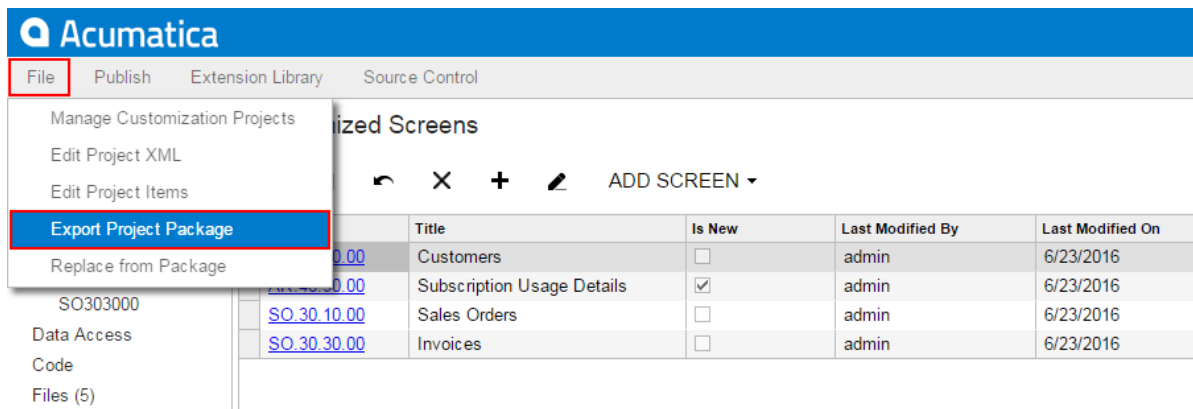 Acumatica
File Publish Extension Library Source Control
Manage Customization Projects
ized Screens
Edit Project XML
Edit Project Items
ADD SCREEN
Export Project Package
Replace from Package
Title Is New Last Modified By Last Modified On
0.00 Customers admin 6/23/2016
.00 Subscription Usage Details admin 6/23/2016
SO.30.10.00 Sales Orders admin 6/23/2016
SO.30.30.00 Invoices admin 6/23/2016
SO303000
Data Access
Code
Files (5)